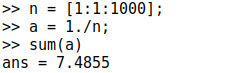 >> n = [1:1:1000];
>> a = 1./n;
>> sum(a)
ans = 7.4855